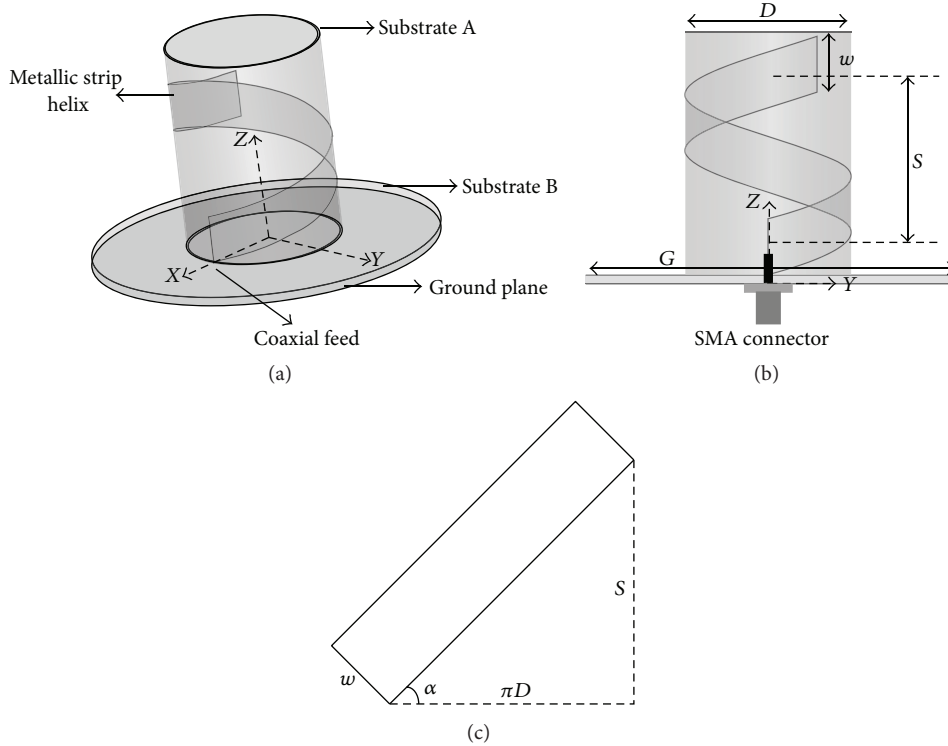 Substrate A
Metallic strip
helix
Z
Substrate B
X
Y
Ground plane
Coaxial feed
(a)
D
w
S
Z
G
Y
SMA connector
(b)
S
w
α
πD
(c)